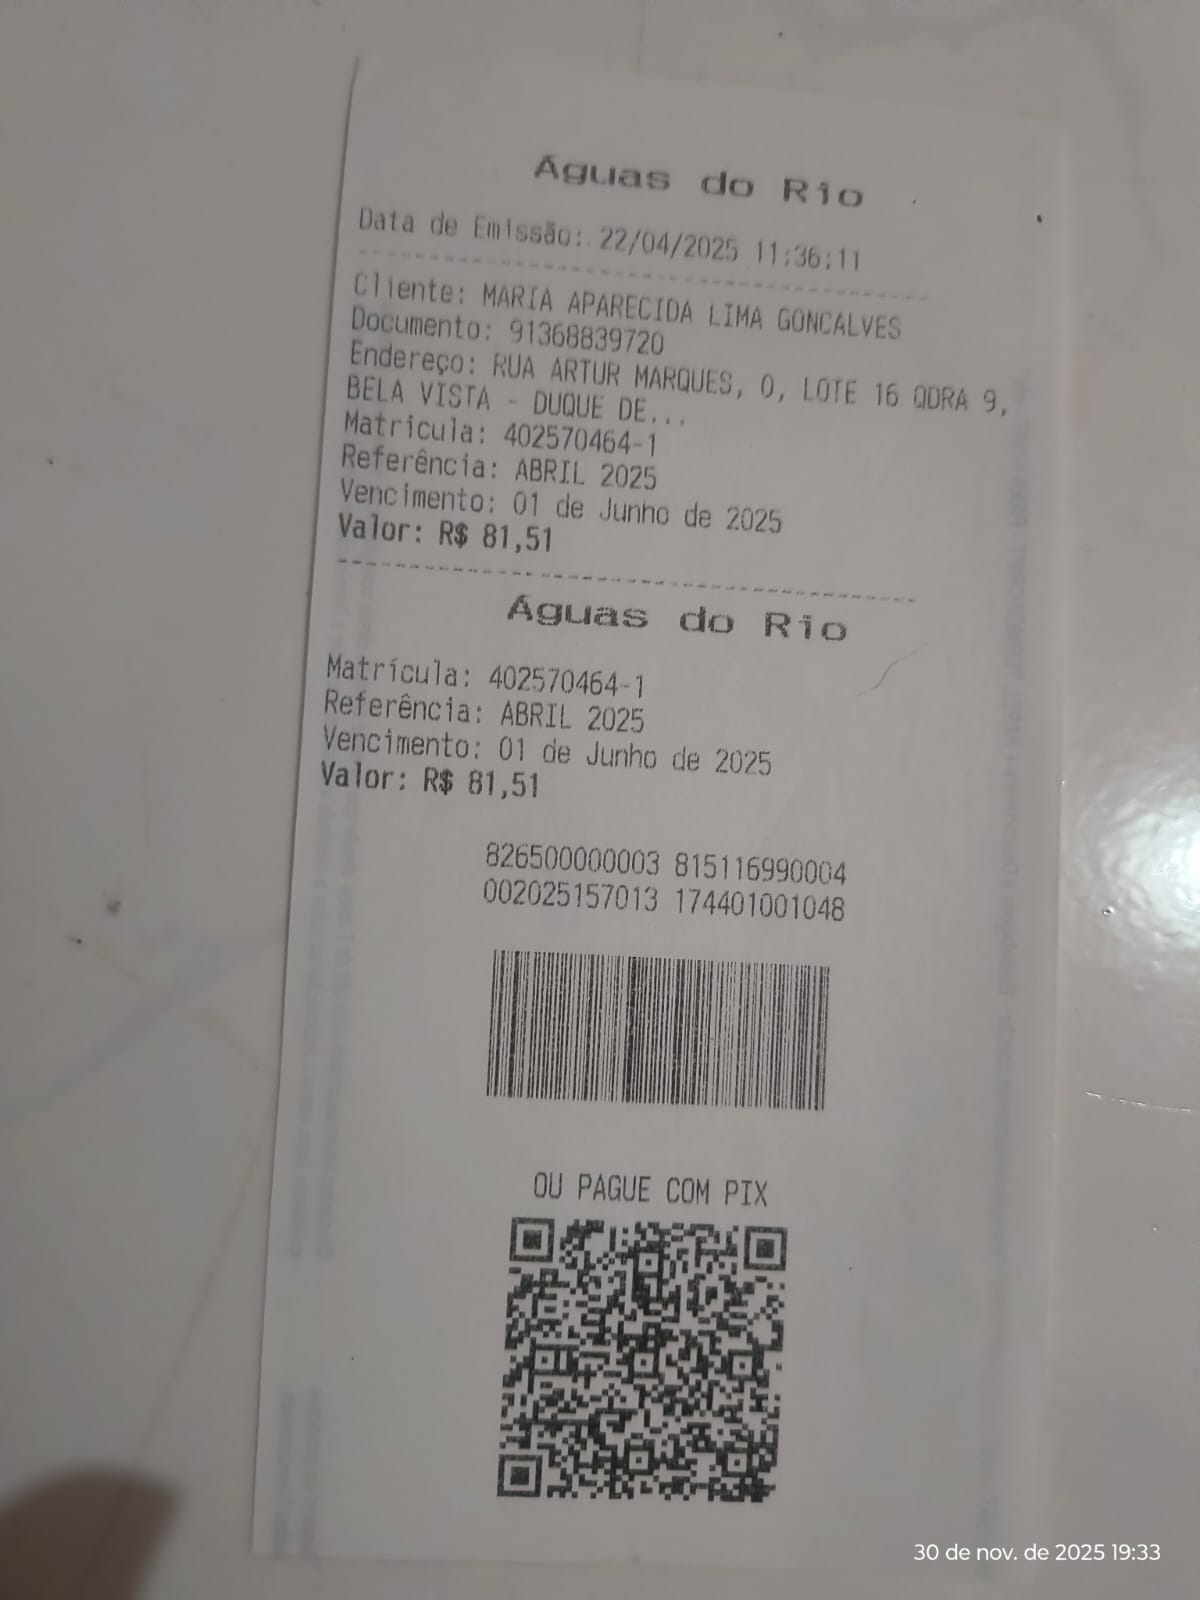 Águas do Rio
Data de Emissão: 22/04/2025 11:36:11
Cliente: MARIA APARECIDA LIMA GONCALVES
Documento: 91368839720
Endereço: RUA ARTUR MARQUES, 0, LOTE 16 QDRA 9,
BELA VISTA - DUQUE DE...
Matricula: 402570464-1
Referência: ABRIL 2025
Vencimento: 01 de Junho de 2025
Valor: R$ 81,51
Águas do Rio
Matrícula: 402570464-1
Referência: ABRIL 2025
Vencimento: 01 de Junho de 2025
Valor: R$ 81,51
826500000003 815116990004
002025157013 174401001048
OU PAGUE COM PIX
30 de nov. de 2025 19:33